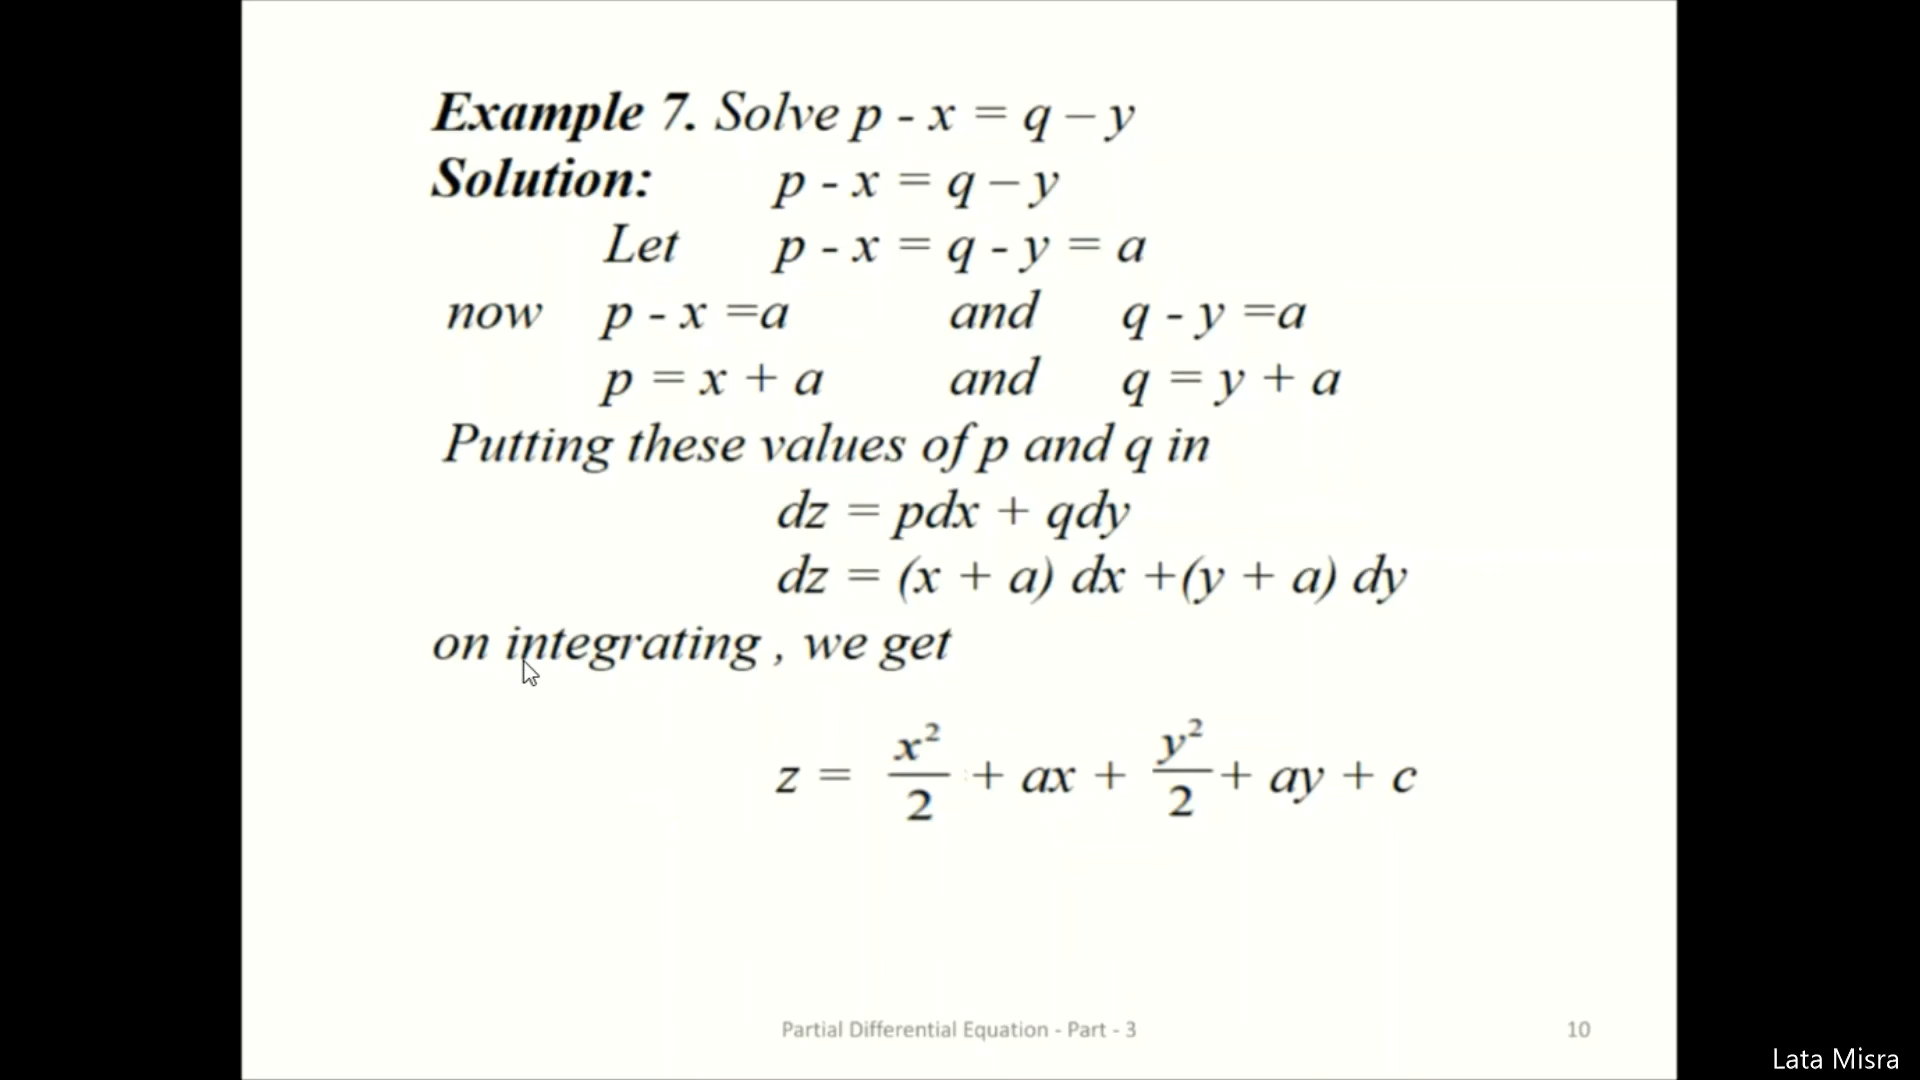 Example 7. Solve p - x = q – y
Solution: p - x = q – y
Let p - x = q - y = a
now p - x =a and q - y =a
p = x + a and q = y + a
Putting these values of p and q in
dz = pdx + qdy
dz = (x + a) dx +(y + a) dy
on integrating , we get
z = x²/2 + ax + y²/2 + ay + c
Partial Differential Equation - Part - 3 10
Lata Misra